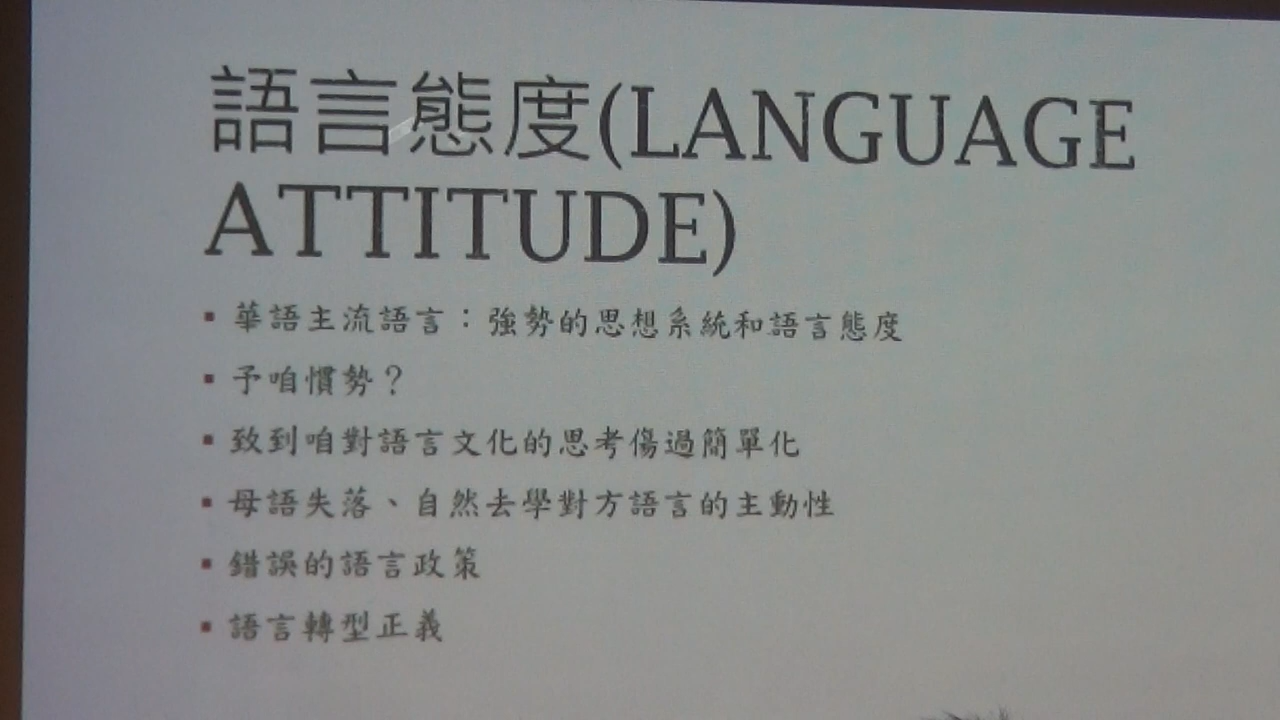 語言態度(LANGUAGE
ATTITUDE)
▪ 華語主流語言：強勢的思想系統和語言態度
▪ 予咱慣勢？
▪ 致到咱對語言文化的思考傷過簡單化
▪ 母語失落、自然去學對方語言的主動性
▪ 錯誤的語言政策
▪ 語言轉型正義